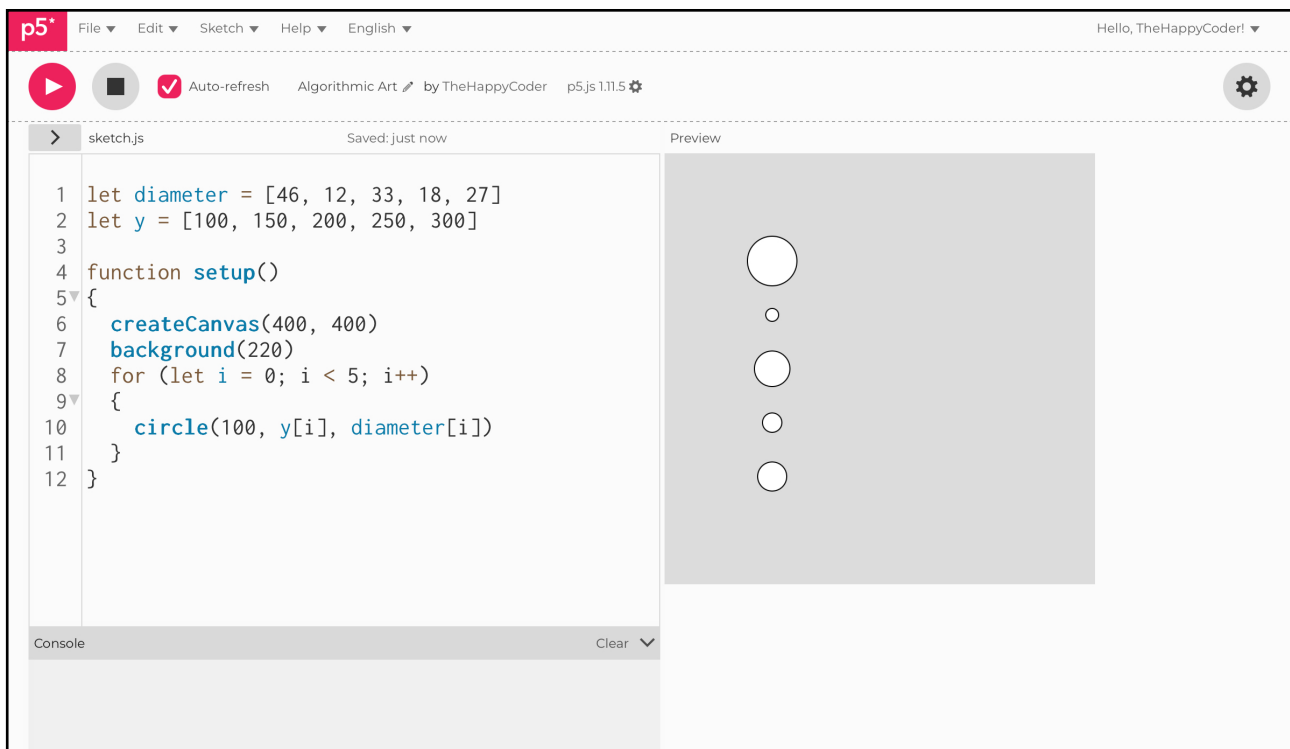 p5* File Edit Sketch Help English Hello, TheHappyCoder!
Auto-refresh Algorithmic Art by TheHappyCoder p5.js 1.11.5
sketch.js Saved: just now Preview
1 let diameter = [46, 12, 33, 18, 27]
2 let y = [100, 150, 200, 250, 300]
3
4 function setup()
5 {
6 createCanvas(400, 400)
7 background(220)
8 for (let i = 0; i < 5; i++)
9 {
10 circle(100, y[i], diameter[i])
11 }
12 }
Console Clear